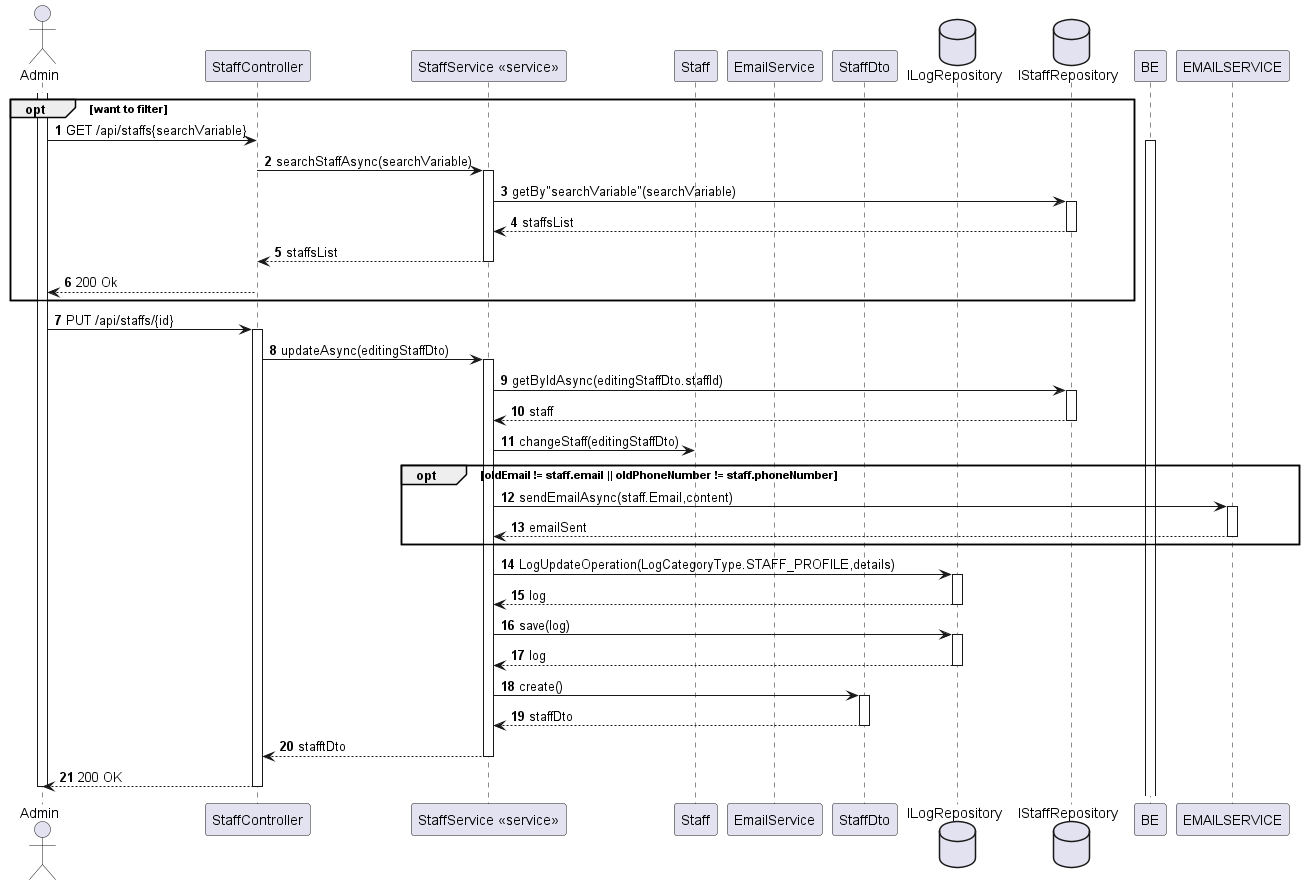 Admin
StaffController
StaffService «service»
Staff
EmailService
StaffDto
ILogRepository
IStaffRepository
BE
EMAILSERVICE
opt [want to filter]
1 GET /api/staffs{searchVariable}
2 searchStaffAsync(searchVariable)
3 getBy"searchVariable"(searchVariable)
4 staffsList
5 staffsList
6 200 Ok
7 PUT /api/staffs/{id}
8 updateAsync(editingStaffDto)
9 getByIdAsync(editingStaffDto.staffId)
10 staff
11 changeStaff(editingStaffDto)
opt [oldEmail != staff.email || oldPhoneNumber != staff.phoneNumber]
12 sendEmailAsync(staff.Email,content)
13 emailSent
14 LogUpdateOperation(LogCategoryType.STAFF_PROFILE,details)
15 log
16 save(log)
17 log
18 create()
19 staffDto
20 stafftDto
21 200 OK
Admin
StaffController
StaffService «service»
Staff
EmailService
StaffDto
ILogRepository
IStaffRepository
BE
EMAILSERVICE